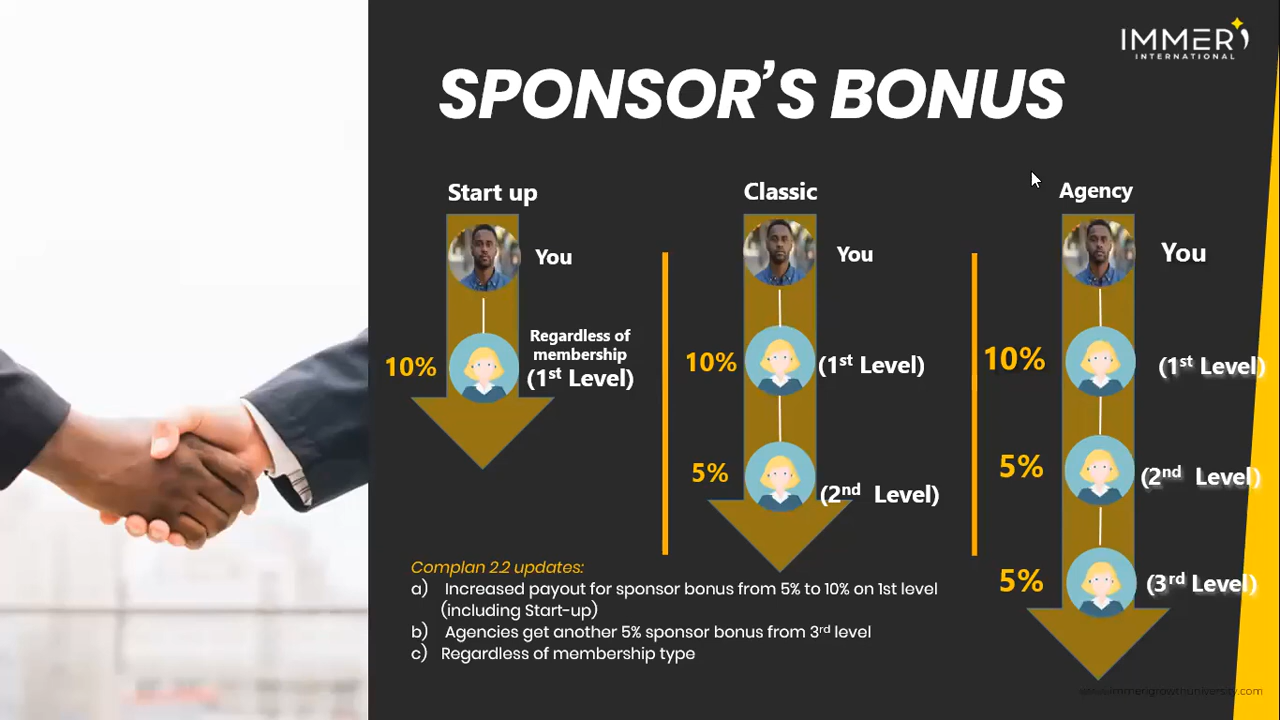 IMMERI
INTERNATIONAL
SPONSOR'S BONUS
Start up
You
10%
Regardless of
membership
(1st Level)
Classic
You
10%
(1st Level)
5%
(2nd Level)
Agency
You
10%
(1st Level)
5%
(2nd Level)
5%
(3rd Level)
Complan 2.2 updates:
a) Increased payout for sponsor bonus from 5% to 10% on 1st level
(including Start-up)
b) Agencies get another 5% sponsor bonus from 3rd level
c) Regardless of membership type